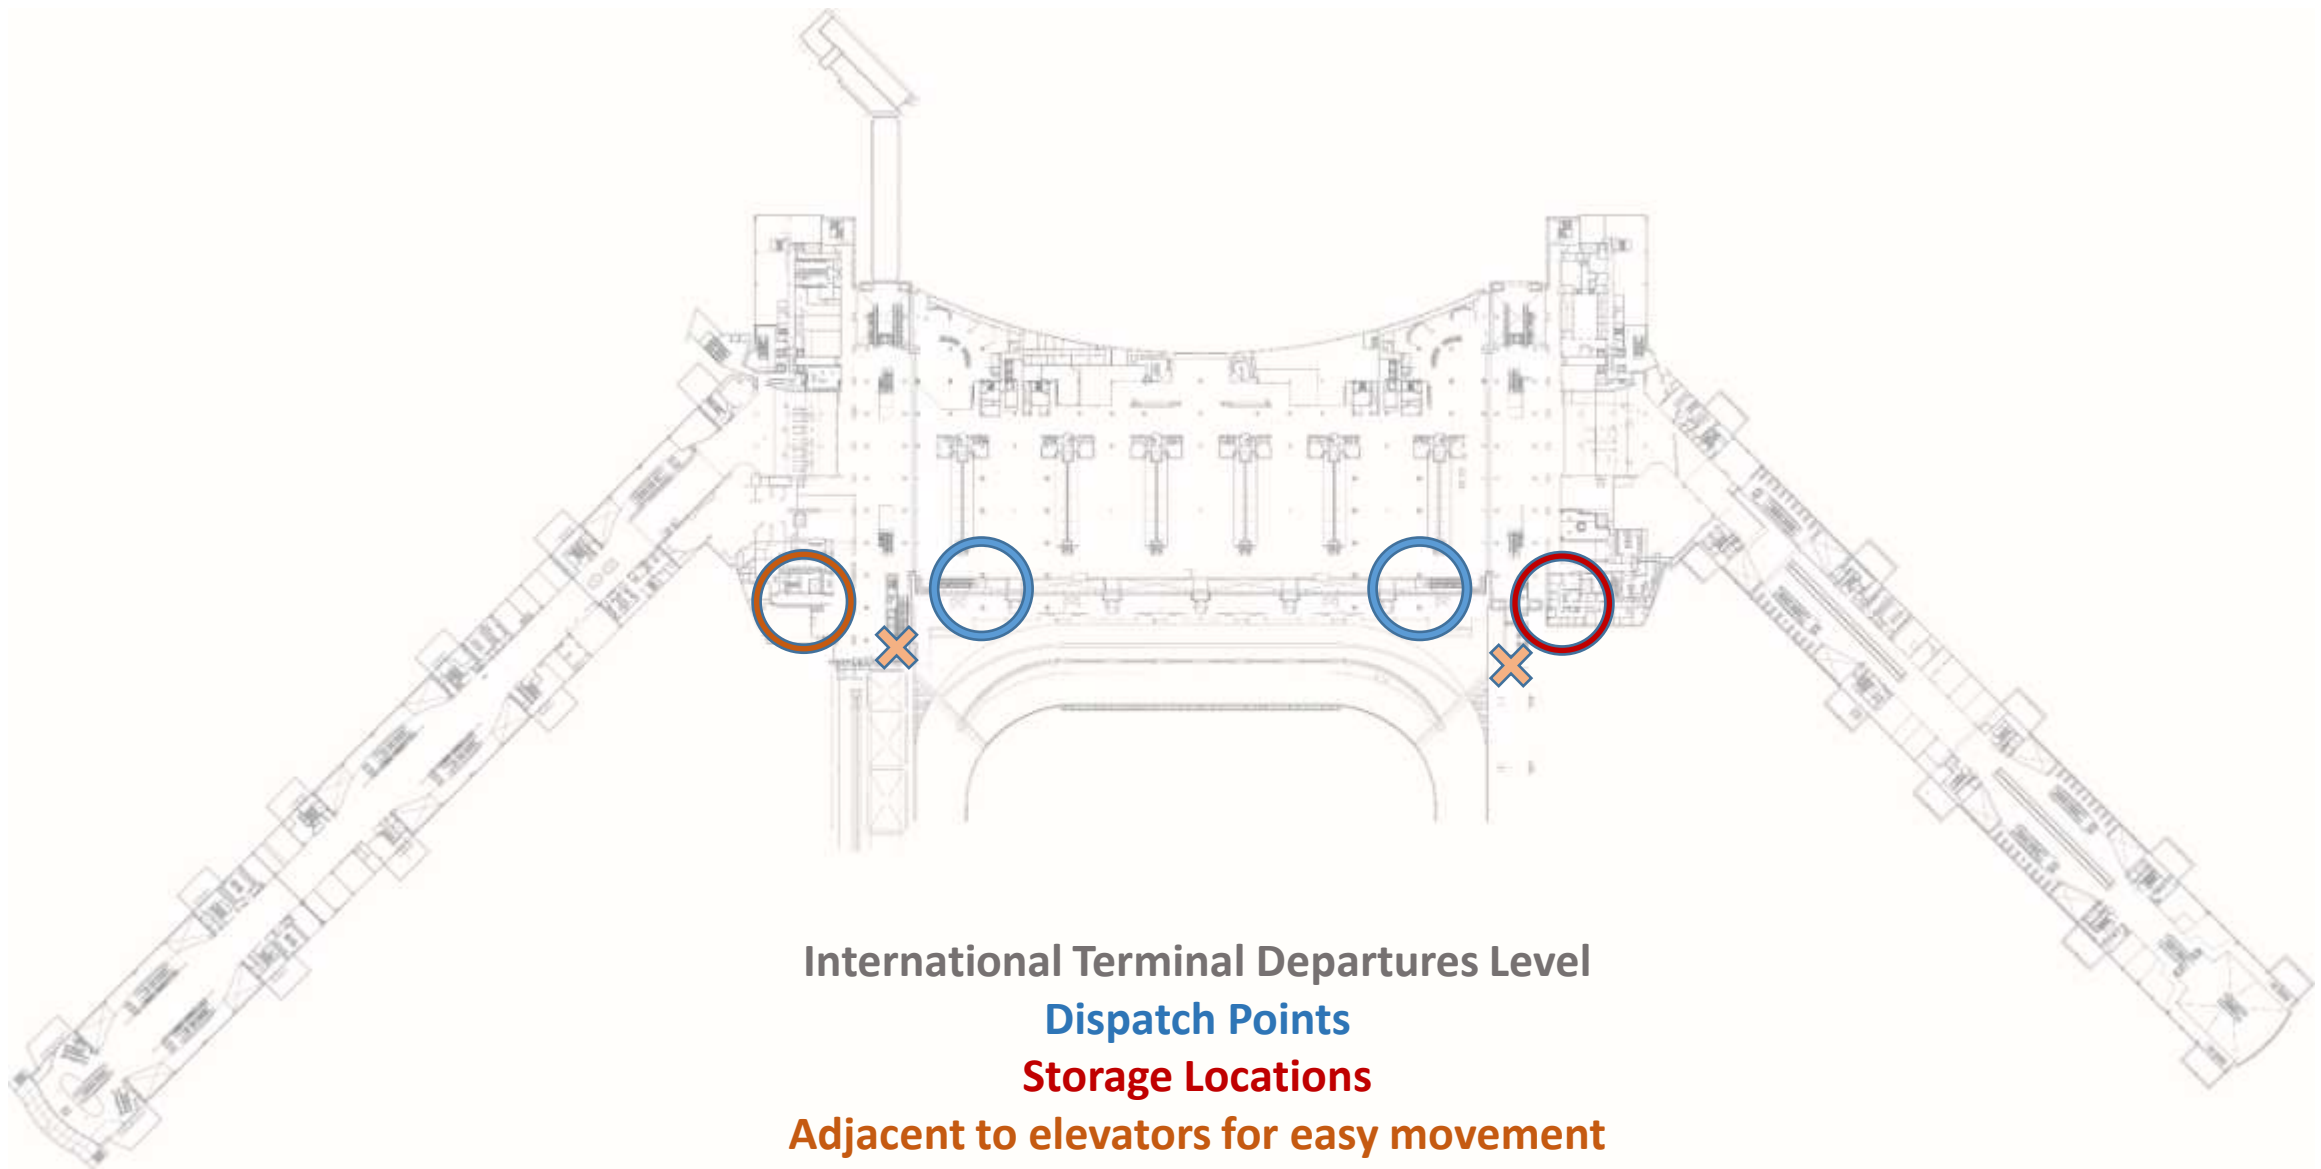 International Terminal Departures Level
Dispatch Points
Storage Locations
Adjacent to elevators for easy movement